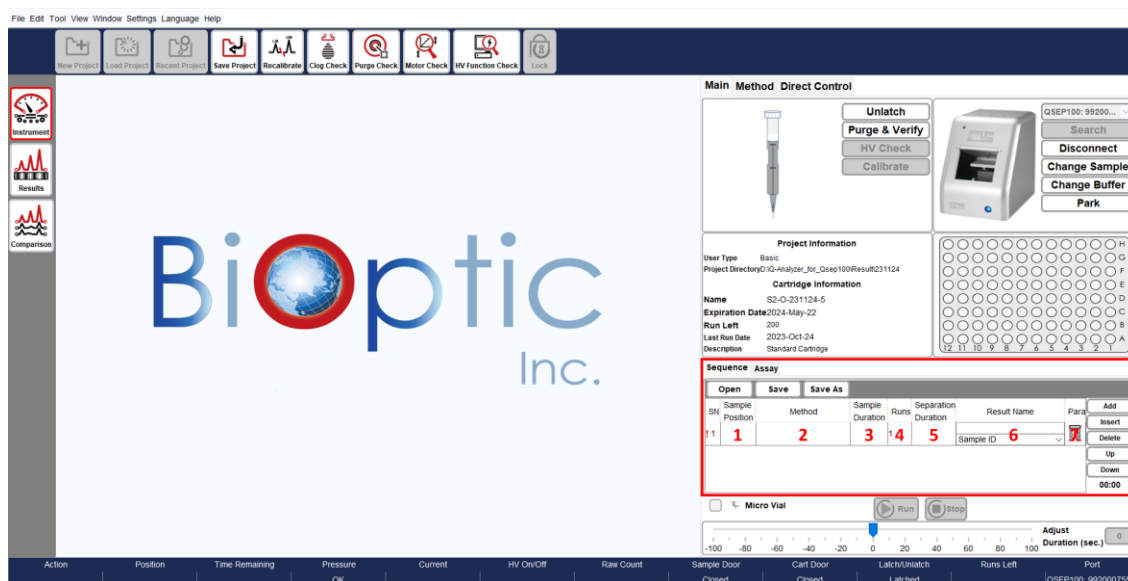 File Edit Tool View Window Settings Language Help
New Project Load Project Recent Project Save Project Recalibrate Clog Check Purge Check Motor Check HV Function Check Lock
Instrument
Results
Comparison
BiOptic
Inc.
Main Method Direct Control
Unlatch
Purge & Verify
HV Check
Calibrate
QSEP100: 99200...
Search
Disconnect
Change Sample
Change Buffer
Park
Project Information
User Type Basic
Project Directory D:\Q-Analyzer_for_Qsep100\Result\231124
Cartridge Information
Name S2-O-231124-5
Expiration Date 2024-May-22
Run Left 200
Last Run Date 2023-Oct-24
Description Standard Cartridge
H
G
F
E
D
C
B
A
12 11 10 9 8 7 6 5 4 3 2 1
Sequence Assay
Open Save Save As
SN Sample Position Method Sample Duration Runs Separation Duration Result Name Para
! 1 1 2 3 1 4 5 Sample ID 6 7
Add
Insert
Delete
Up
Down
00:00
Micro Vial
Run Stop
-100 -80 -60 -40 -20 0 20 40 60 80 100
Adjust
Duration (sec.) 0
Action Position Time Remaining Pressure Current HV On/Off Raw Count Sample Door Cart Door Latch/Unlatch Runs Left Port
OK Closed Closed Latched